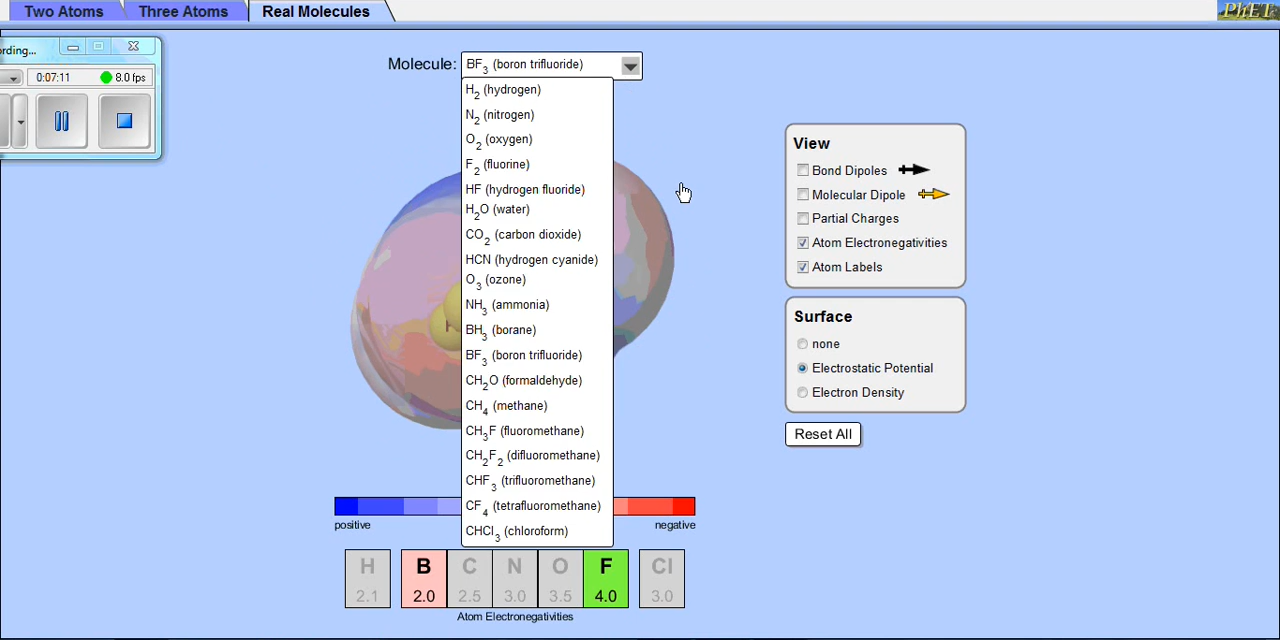 Two Atoms
Three Atoms
Real Molecules
PhET
rding...
0:07:11
8.0 fps
Molecule:
BF3 (boron trifluoride)
H2 (hydrogen)
N2 (nitrogen)
O2 (oxygen)
F2 (fluorine)
HF (hydrogen fluoride)
H2O (water)
CO2 (carbon dioxide)
HCN (hydrogen cyanide)
O3 (ozone)
NH3 (ammonia)
BH3 (borane)
BF3 (boron trifluoride)
CH2O (formaldehyde)
CH4 (methane)
CH3F (fluoromethane)
CH2F2 (difluoromethane)
CHF3 (trifluoromethane)
CF4 (tetrafluoromethane)
CHCl3 (chloroform)
View
Bond Dipoles
Molecular Dipole
Partial Charges
Atom Electronegativities
Atom Labels
Surface
none
Electrostatic Potential
Electron Density
Reset All
positive
negative
H B C N O F Cl
2.1 2.0 2.5 3.0 3.5 4.0 3.0
Atom Electronegativities